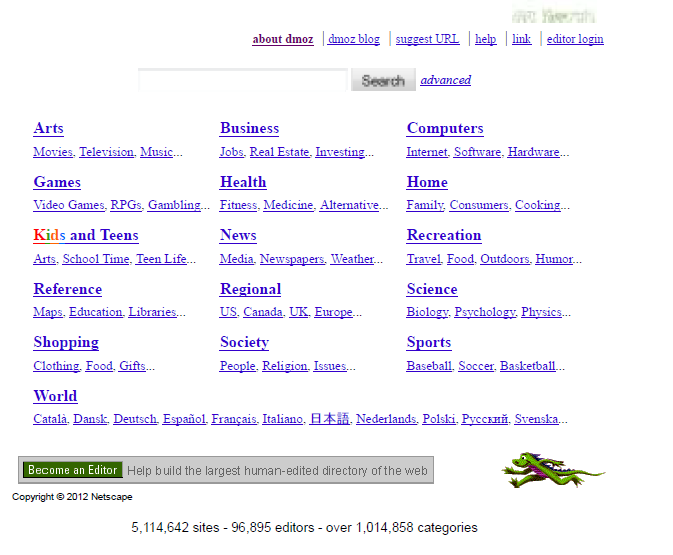 about dmoz | dmoz blog | suggest URL | help | link | editor login
Search advanced
Arts Business Computers
Movies, Television, Music... Jobs, Real Estate, Investing... Internet, Software, Hardware...
Games Health Home
Video Games, RPGs, Gambling... Fitness, Medicine, Alternative... Family, Consumers, Cooking...
Kids and Teens News Recreation
Arts, School Time, Teen Life... Media, Newspapers, Weather... Travel, Food, Outdoors, Humor...
Reference Regional Science
Maps, Education, Libraries... US, Canada, UK, Europe... Biology, Psychology, Physics...
Shopping Society Sports
Clothing, Food, Gifts... People, Religion, Issues... Baseball, Soccer, Basketball...
World
Català, Dansk, Deutsch, Español, Français, Italiano, 日本語, Nederlands, Polski, Русский, Svenska...
Become an Editor Help build the largest human-edited directory of the web
Copyright © 2012 Netscape
5,114,642 sites - 96,895 editors - over 1,014,858 categories